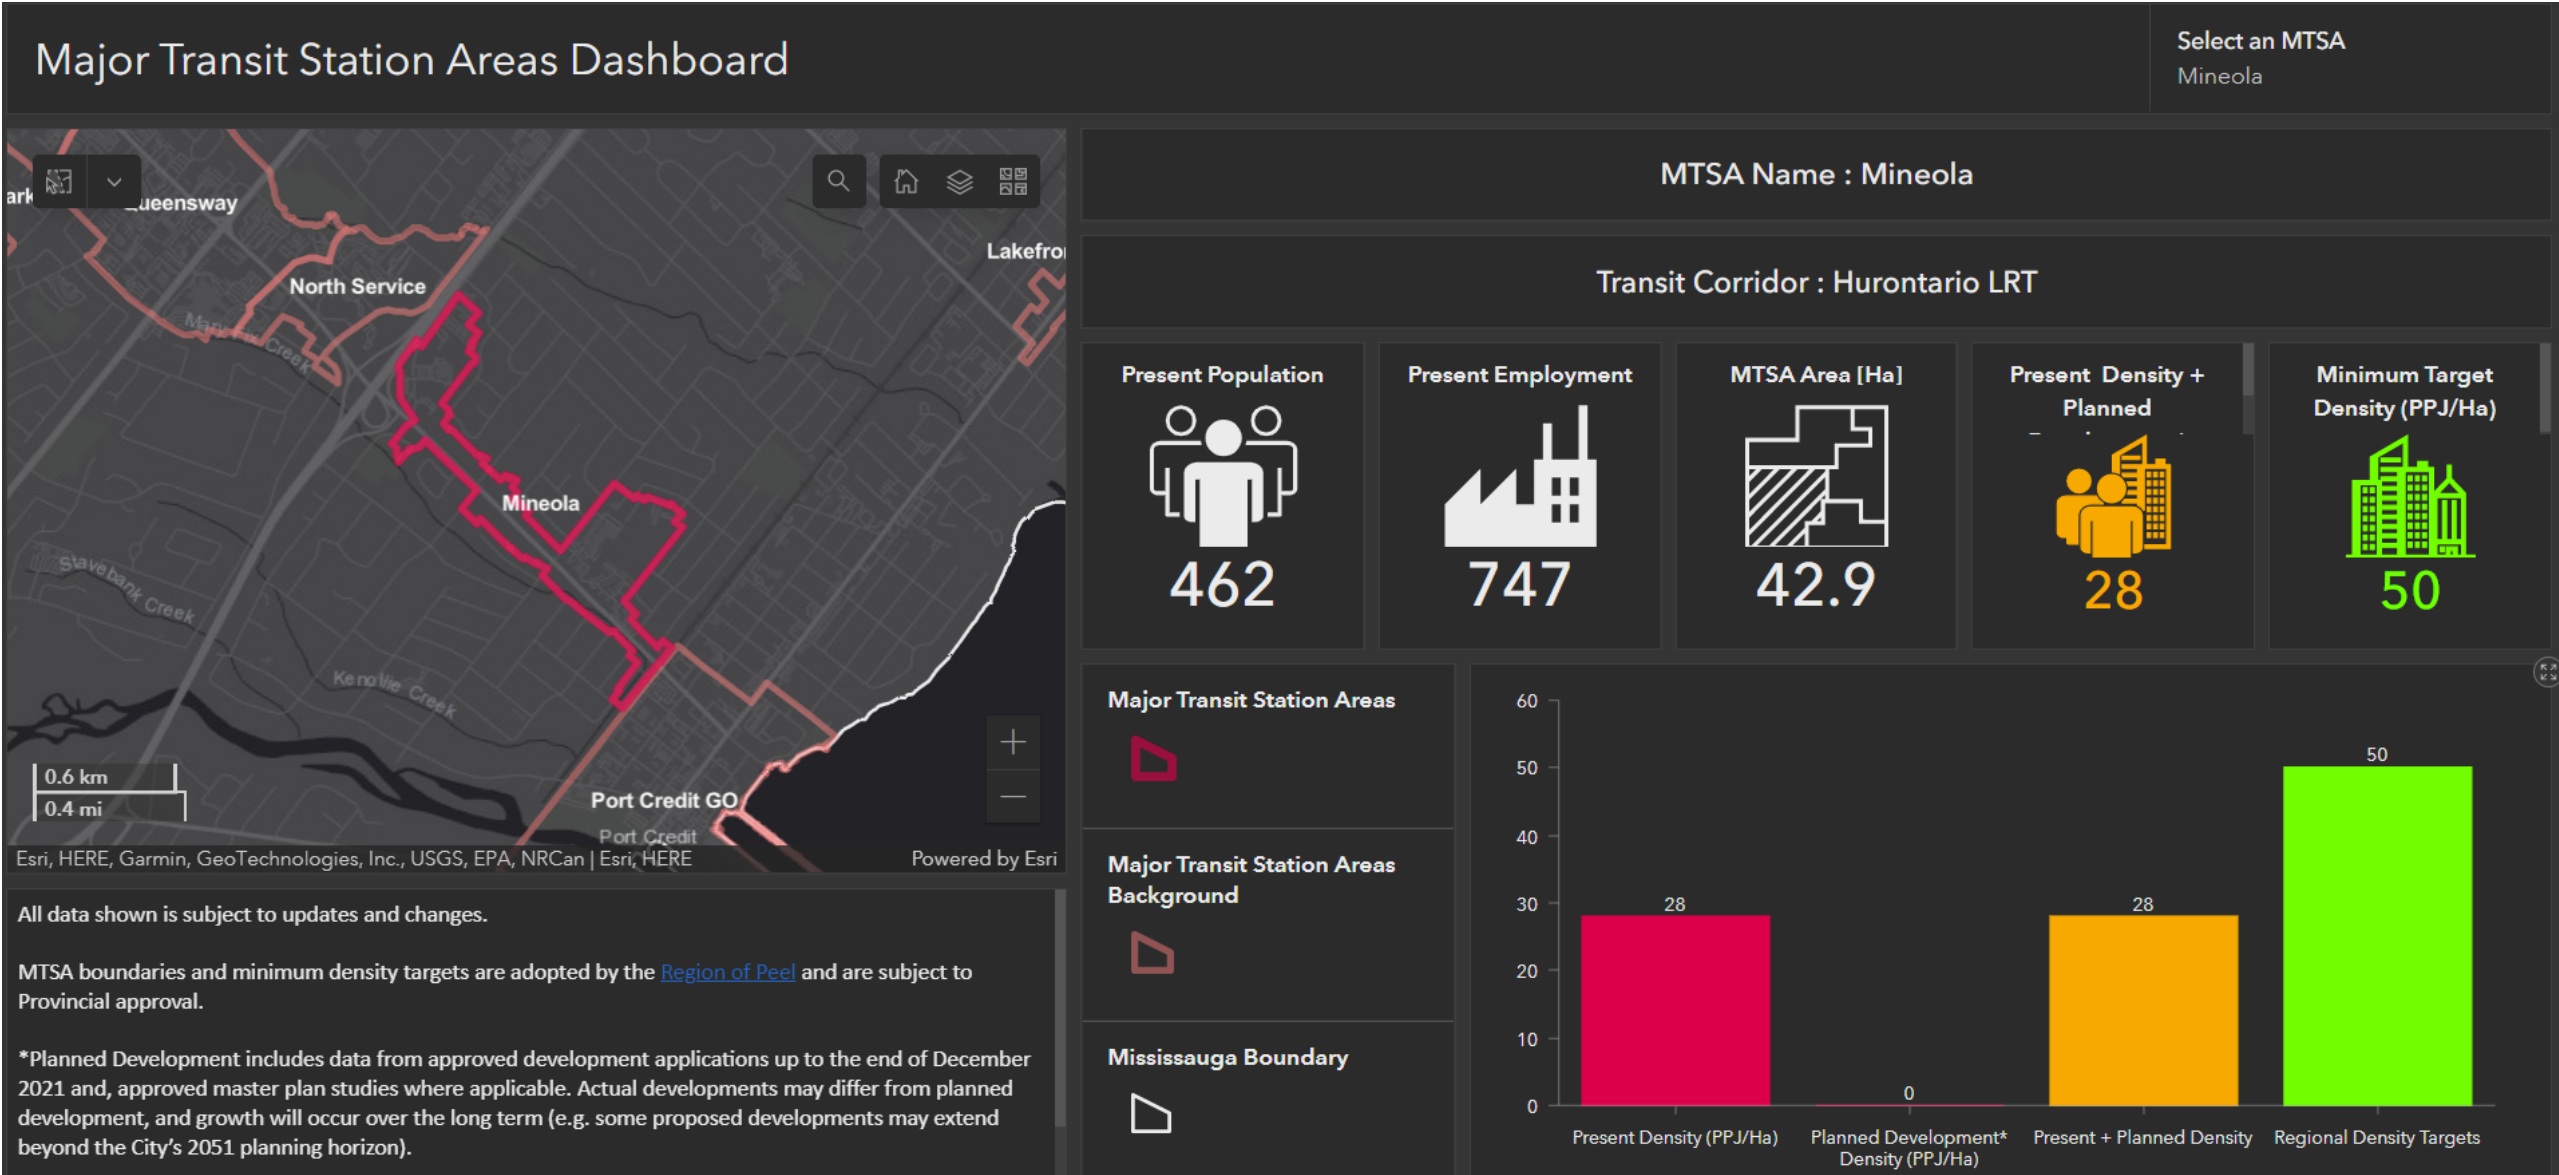 Major Transit Station Areas Dashboard
Select an MTSA
Mineola
ueensway
North Service
Lakefro
Mary Fix Creek
Mineola
Stavebank Creek
Kenollie Creek
0.6 km
0.4 mi
Port Credit GO
Port Credit
Esri, HERE, Garmin, GeoTechnologies, Inc., USGS, EPA, NRCan | Esri, HERE
Powered by Esri
All data shown is subject to updates and changes.
MTSA boundaries and minimum density targets are adopted by the Region of Peel and are subject to
Provincial approval.
*Planned Development includes data from approved development applications up to the end of December
2021 and, approved master plan studies where applicable. Actual developments may differ from planned
development, and growth will occur over the long term (e.g. some proposed developments may extend
beyond the City's 2051 planning horizon).
MTSA Name : Mineola
Transit Corridor : Hurontario LRT
Present Population
462
Present Employment
747
MTSA Area [Ha]
42.9
Present Density +
Planned
28
Minimum Target
Density (PPJ/Ha)
50
Major Transit Station Areas
Major Transit Station Areas
Background
Mississauga Boundary
60
50
40
30
20
10
0
28
0
28
50
Present Density (PPJ/Ha)
Planned Development*
Density (PPJ/Ha)
Present + Planned Density
Regional Density Targets